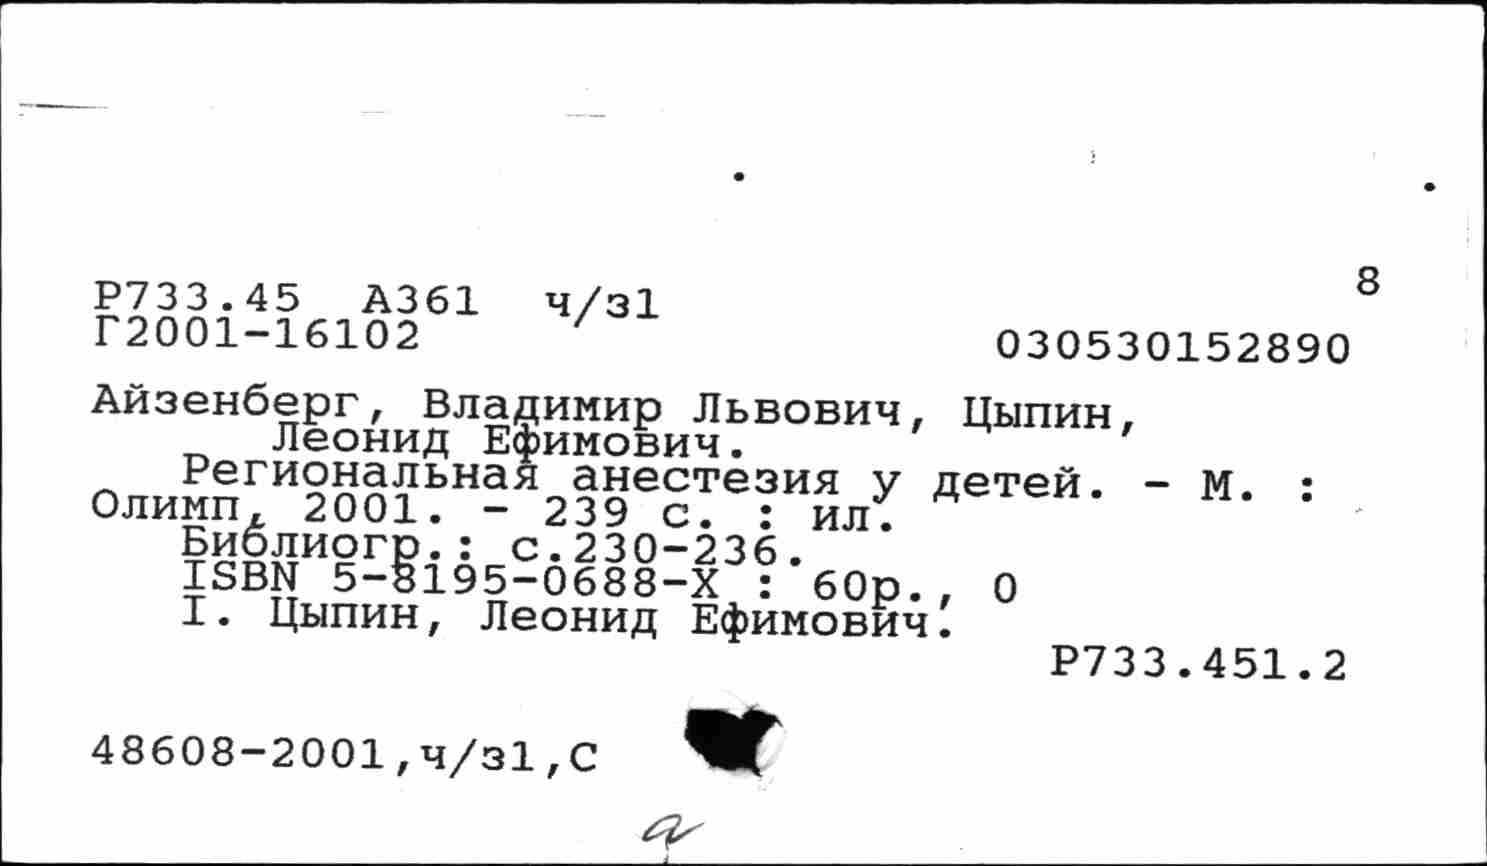 8
Р733.45 А361 ч/з1
Г2001-16102 030530152890
Айзенберг, Владимир Львович, Цыпин,
Леонид Ефимович.
Региональная анестезия у детей. - М. :
Олимп, 2001. - 239 с. : ил.
Библиогр.: с.230-236.
ISBN 5-8195-0688-X : 60р., 0
I. Цыпин, Леонид Ефимович.
Р733.451.2
48608-2001,ч/з1,С